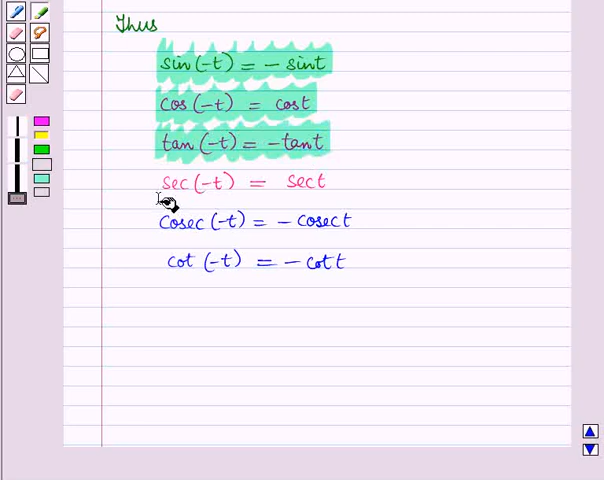 Thus
sin(-t) = - sint
cos(-t) = cost
tan(-t) = -tant
sec(-t) = sect
cosec(-t) = - cosect
cot(-t) = - cott